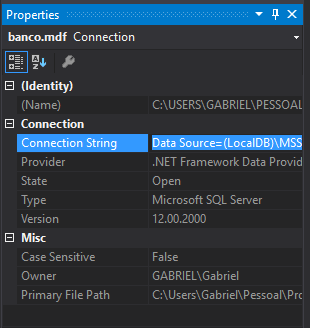 Properties
banco.mdf Connection
(Identity)
(Name) C:\USERS\GABRIEL\PESSOAL
Connection
Connection String Data Source=(LocalDB)\MSS
Provider .NET Framework Data Provid
State Open
Type Microsoft SQL Server
Version 12.00.2000
Misc
Case Sensitive False
Owner GABRIEL\Gabriel
Primary File Path C:\Users\Gabriel\Pessoal\Pro